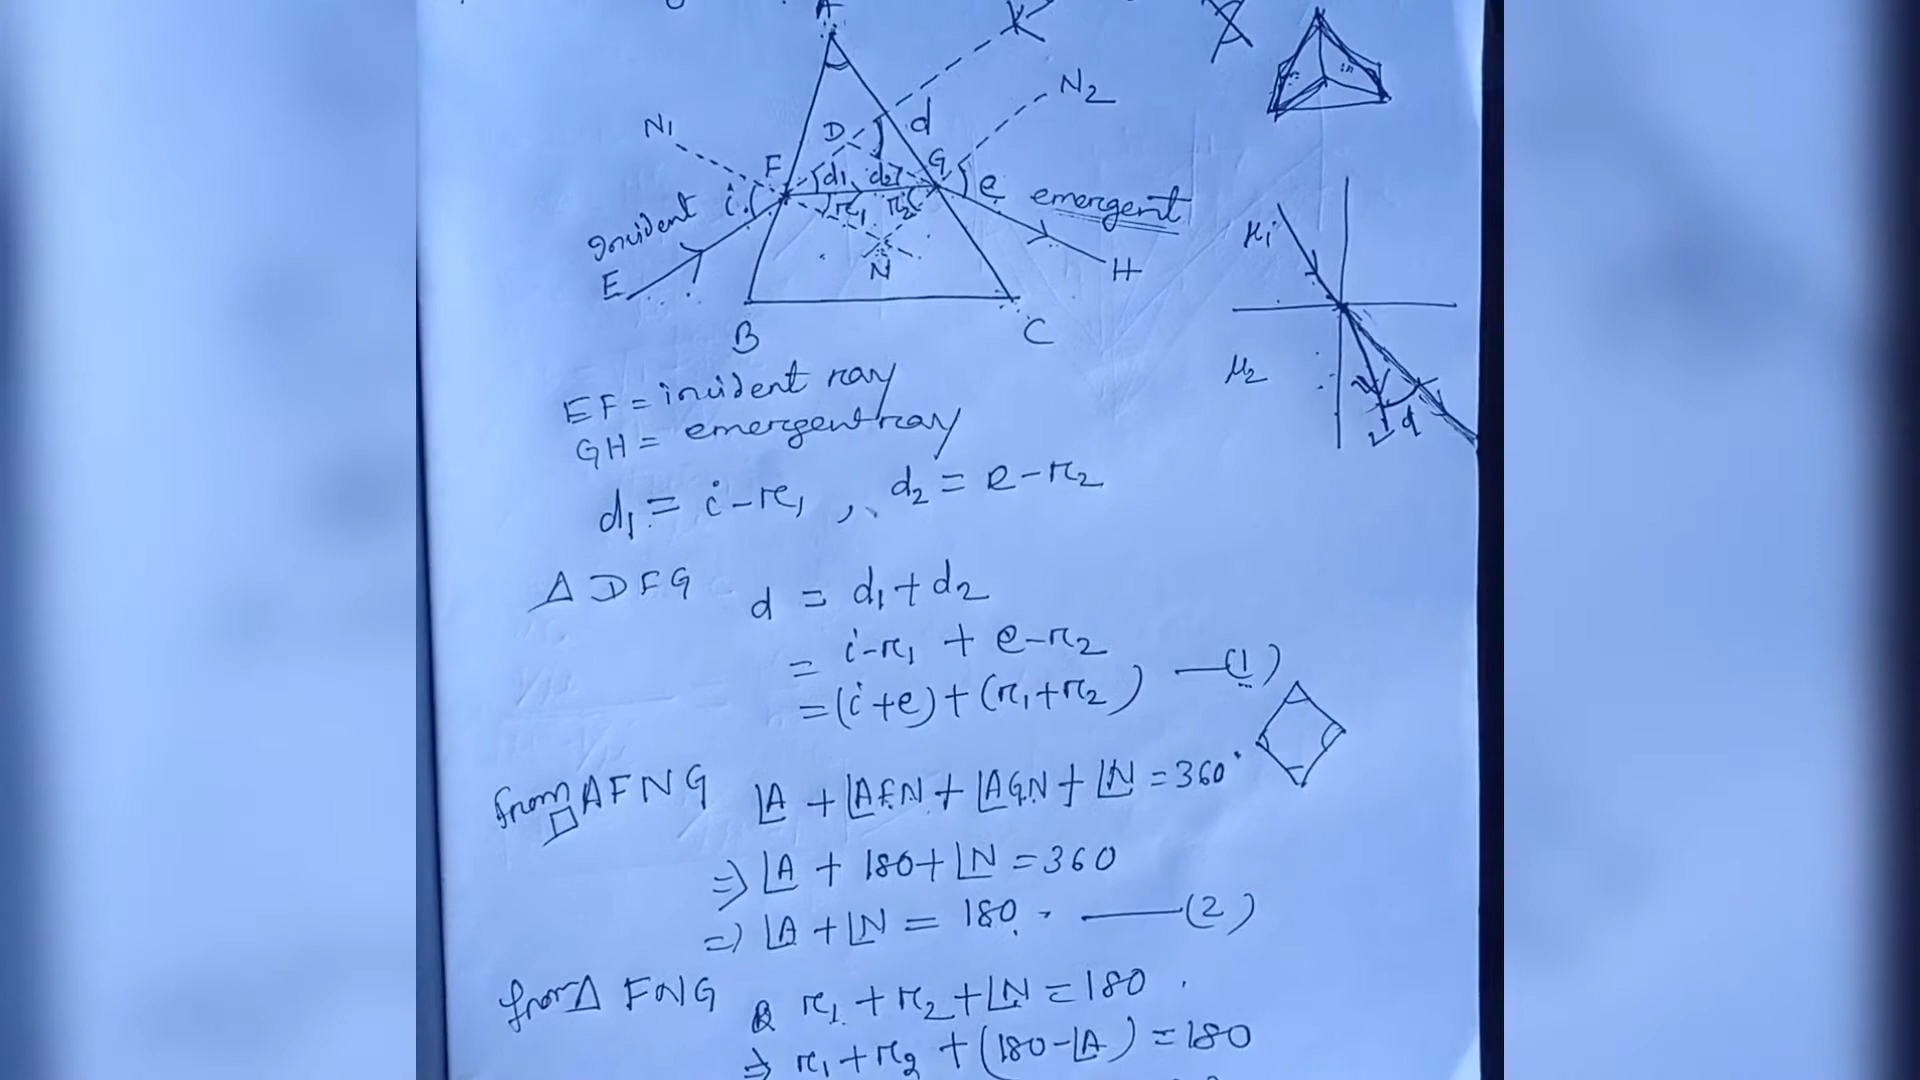 A
K
N2
N1
D
d
F
d1
d2
G
i
r1
r2
e
emergent
Incident
N
E
H
B
C
μ1
μ2
r
d
EF = incident ray
GH = emergent ray
d1 = i-r1 , d2 = e-r2
Δ DFG d = d1+d2
= i-r1 + e-r2
= (i+e)+(r1+r2) —(1)
from □ AFNG ∠A + ∠AFN + ∠AGN + ∠N = 360°
⇒ ∠A + 180 + ∠N = 360
⇒ ∠A + ∠N = 180. —(2)
from Δ FNG r1 + r2 + ∠N = 180
⇒ r1 + r2 + (180-∠A) = 180